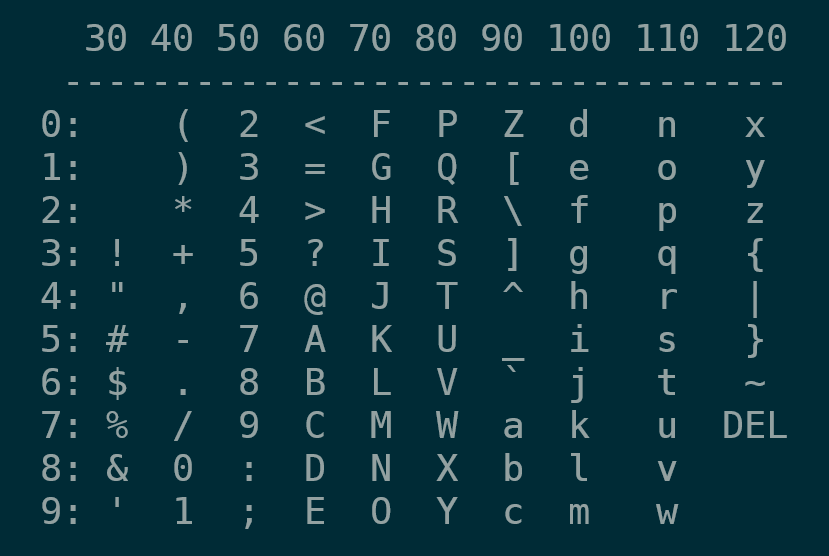 30 40 50 60 70 80 90 100 110 120
---------------------------------
0:    (  2  <  F  P  Z  d   n   x
1:    )  3  =  G  Q  [  e   o   y
2:    *  4  >  H  R  \  f   p   z
3: !  +  5  ?  I  S  ]  g   q   {
4: "  ,  6  @  J  T  ^  h   r   |
5: #  -  7  A  K  U  _  i   s   }
6: $  .  8  B  L  V  `  j   t   ~
7: %  /  9  C  M  W  a  k   u  DEL
8: &  0  :  D  N  X  b  l   v
9: '  1  ;  E  O  Y  c  m   w